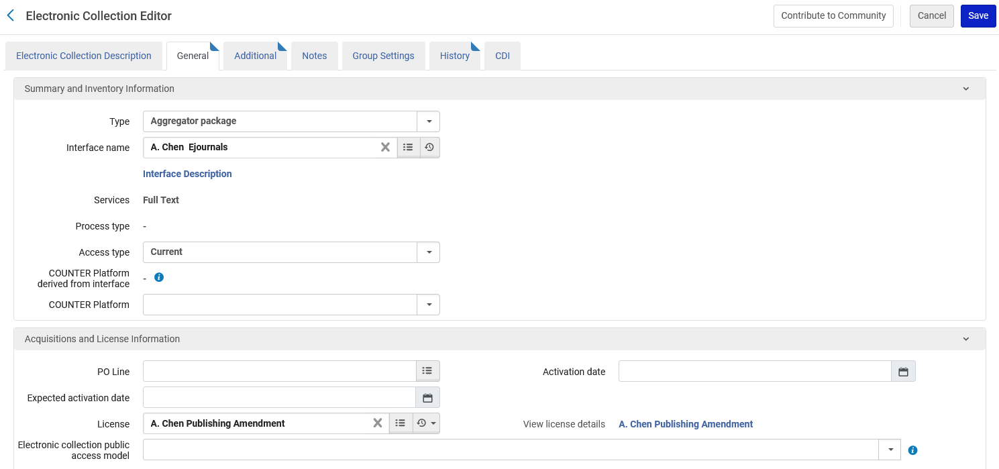 Electronic Collection Editor
Contribute to Community
Cancel
Save
Electronic Collection Description
General
Additional
Notes
Group Settings
History
CDI
Summary and Inventory Information
Type
Aggregator package
Interface name
A. Chen  Ejournals
Interface Description
Services
Full Text
Process type
-
Access type
Current
COUNTER Platform
derived from interface
-
COUNTER Platform
Acquisitions and License Information
PO Line
Activation date
Expected activation date
License
A. Chen Publishing Amendment
View license details
A. Chen Publishing Amendment
Electronic collection public
access model